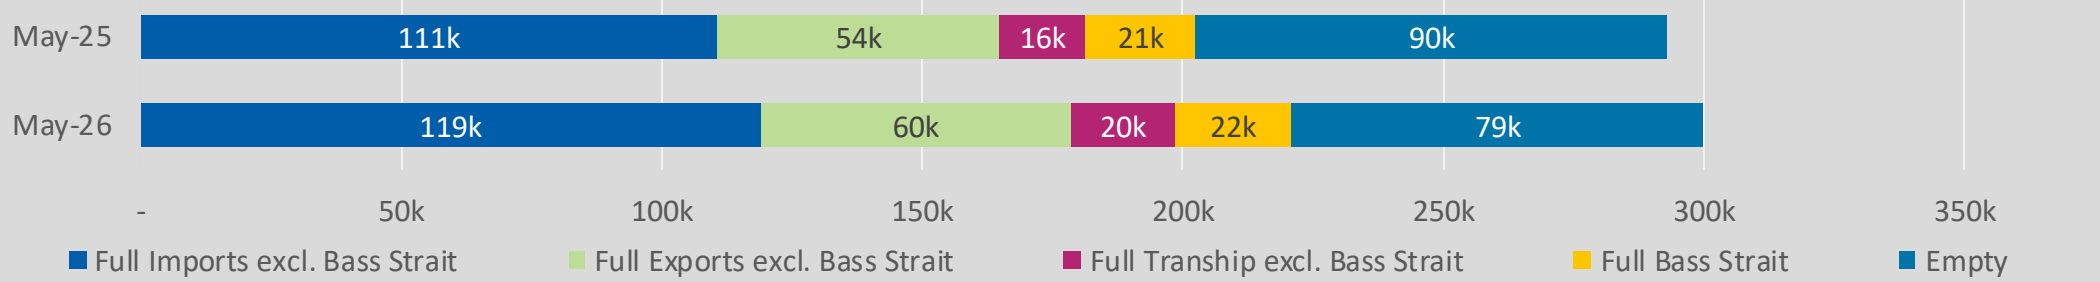 May-25 111k 54k 16k 21k 90k
May-26 119k 60k 20k 22k 79k
- 50k 100k 150k 200k 250k 300k 350k
Full Imports excl. Bass Strait Full Exports excl. Bass Strait Full Tranship excl. Bass Strait Full Bass Strait Empty